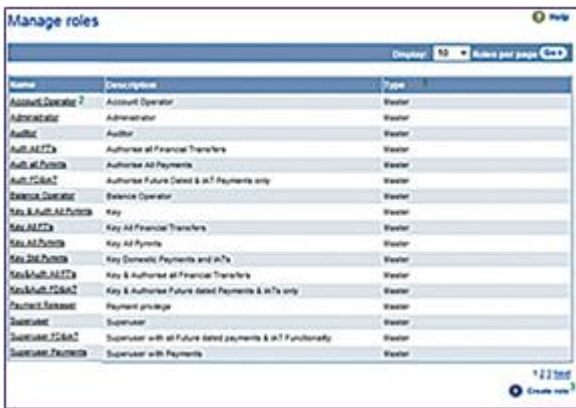 Manage roles
Help
Display: 10 Roles per page Go
Name Description Type 1
Account Operator 2 Account Operator Master
Administrator Administrator Master
Auditor Auditor Master
Auth All FTs Authorise all Financial Transfers Master
Auth all Pymnts Authorise All Payments Master
Auth FD&IAT Authorise Future Dated & IAT Payments only Master
Balance Operator Balance Operator Master
Key & Auth All Pymnts Key Master
Key All FTs Key All Financial Transfers Master
Key All Pymnts Key All Pymnts Master
Key Std Pymnts Key Domestic Payments and IATs Master
Key&Auth All FTs Key & Authorise all Financial Transfers Master
Key&Auth FD&IAT Key & Authorise Future dated Payments & IATs only Master
Payment Releaser Payment privilege Master
Superuser Superuser Master
Superuser FD&IAT Superuser with all Future dated payments & IAT Functionality Master
Superuser Payments Superuser with Payments Master
1 2 3 Next
Create role 3